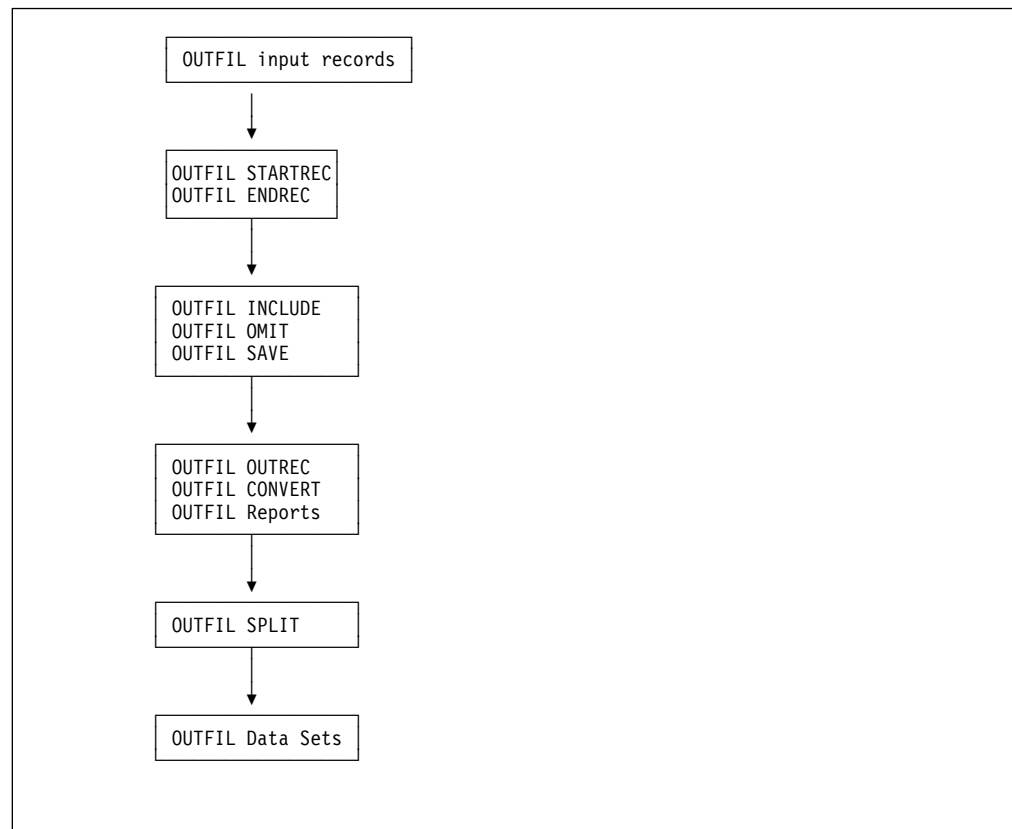 OUTFIL input records
OUTFIL STARTREC
OUTFIL ENDREC
OUTFIL INCLUDE
OUTFIL OMIT
OUTFIL SAVE
OUTFIL OUTREC
OUTFIL CONVERT
OUTFIL Reports
OUTFIL SPLIT
OUTFIL Data Sets